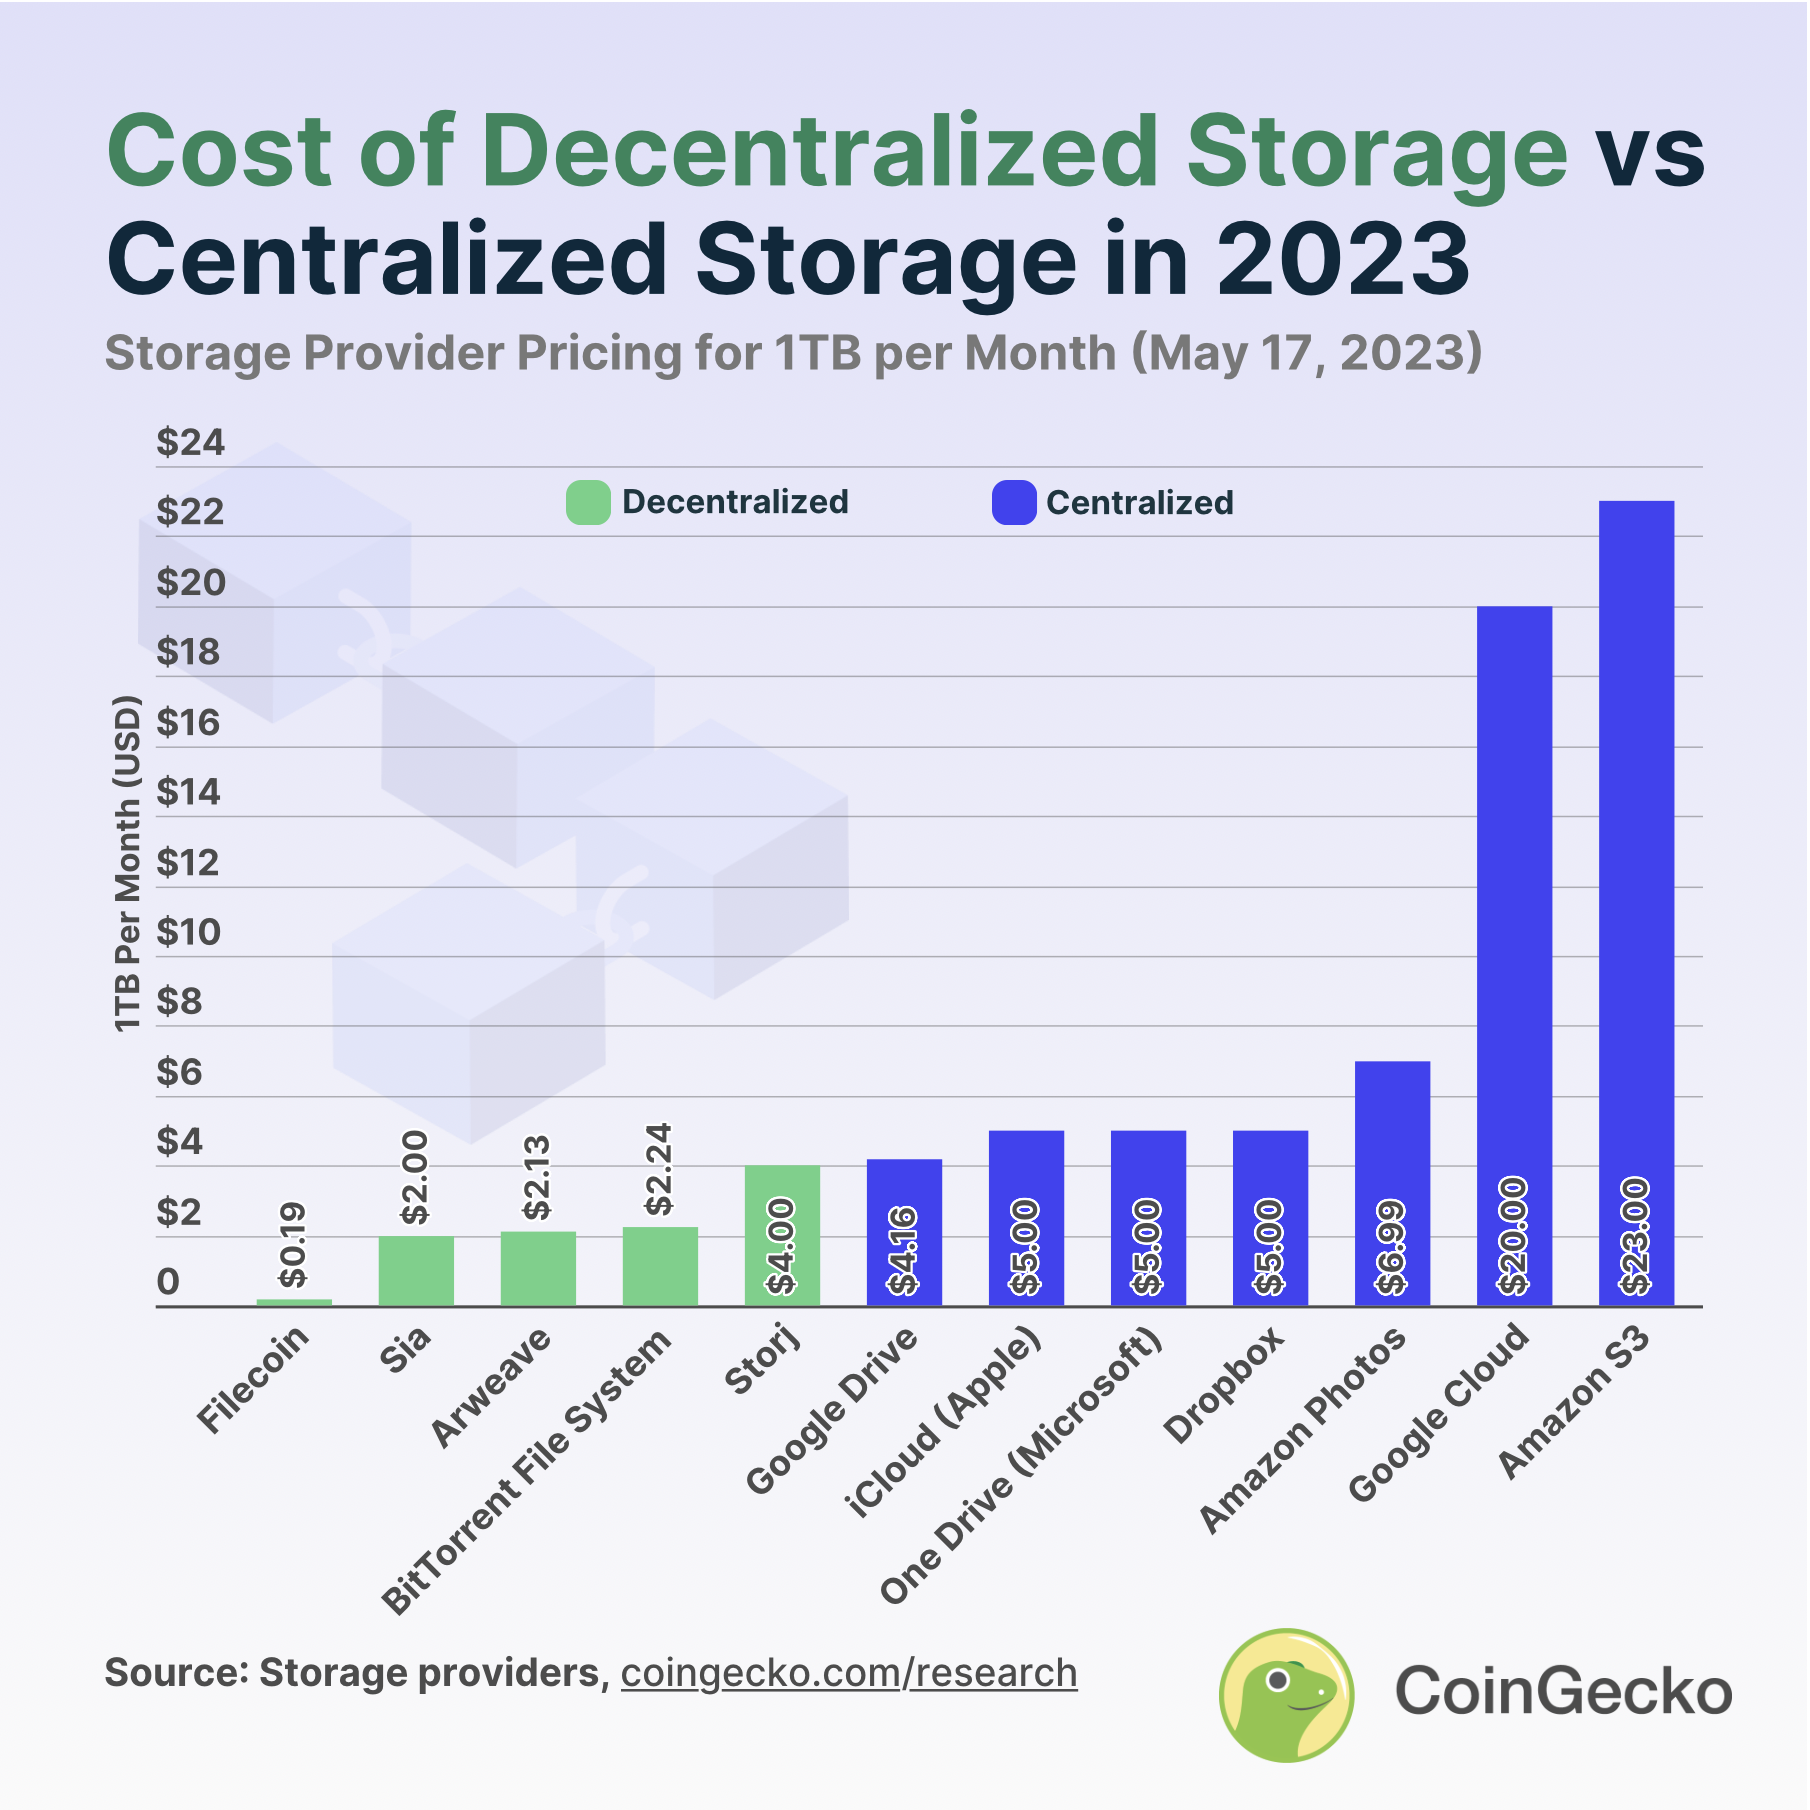 Cost of Decentralized Storage vs
Centralized Storage in 2023
Storage Provider Pricing for 1TB per Month (May 17, 2023)
Decentralized
Centralized
1TB Per Month (USD)
$24
$22
$20
$18
$16
$14
$12
$10
$8
$6
$4
$2
0
$0.19
$2.00
$2.13
$2.24
$4.00
$4.16
$5.00
$5.00
$5.00
$6.99
$20.00
$23.00
Filecoin
Sia
Arweave
BitTorrent File System
Storj
Google Drive
iCloud (Apple)
One Drive (Microsoft)
Dropbox
Amazon Photos
Google Cloud
Amazon S3
Source: Storage providers, coingecko.com/research
CoinGecko